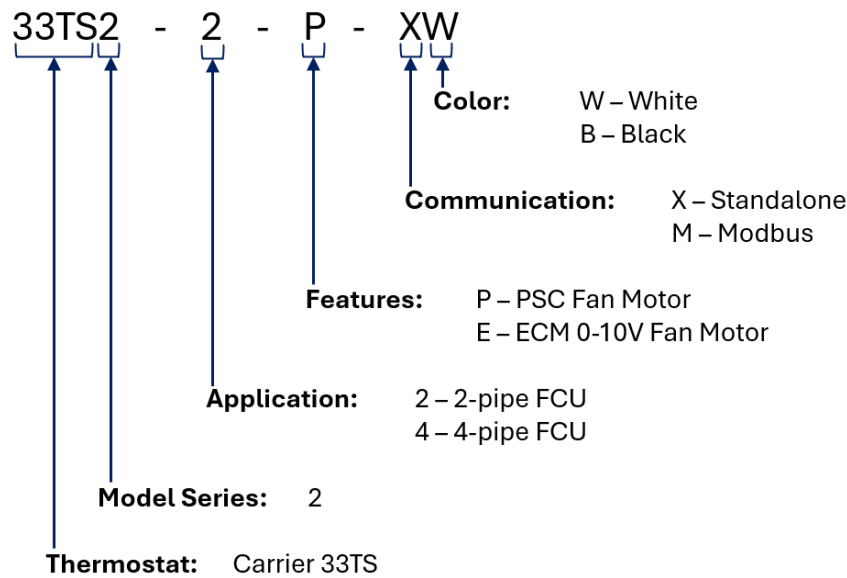 33TS2 - 2 - P - XW
Color: W – White
B – Black
Communication: X – Standalone
M – Modbus
Features: P – PSC Fan Motor
E – ECM 0-10V Fan Motor
Application: 2 – 2-pipe FCU
4 – 4-pipe FCU
Model Series: 2
Thermostat: Carrier 33TS